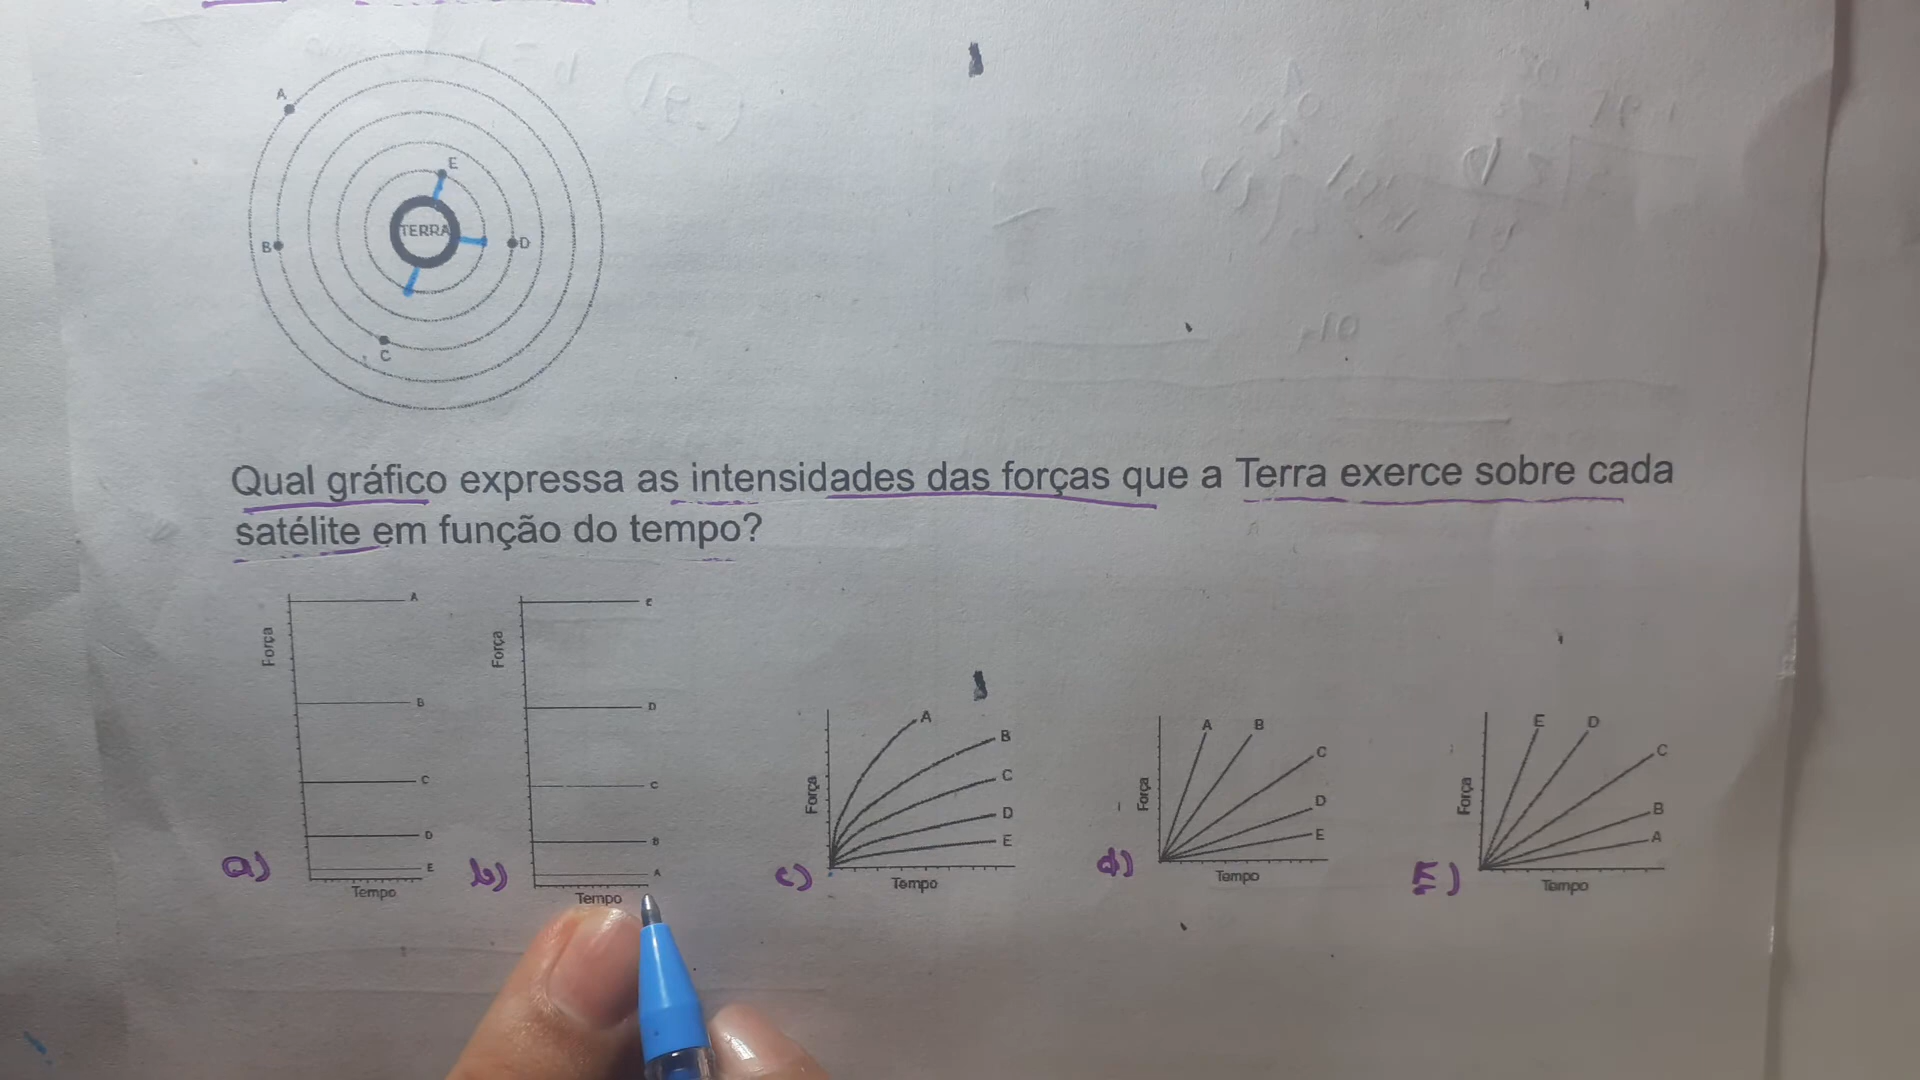 A
E
TERRA
B
D
C
Qual gráfico expressa as intensidades das forças que a Terra exerce sobre cada
satélite em função do tempo?
a)
Força
A
B
C
D
E
Tempo
b)
Força
E
D
C
B
A
Tempo
c)
Força
A
B
C
D
E
Tempo
d)
Força
A
B
C
D
E
Tempo
E)
Força
E
D
C
B
A
Tempo